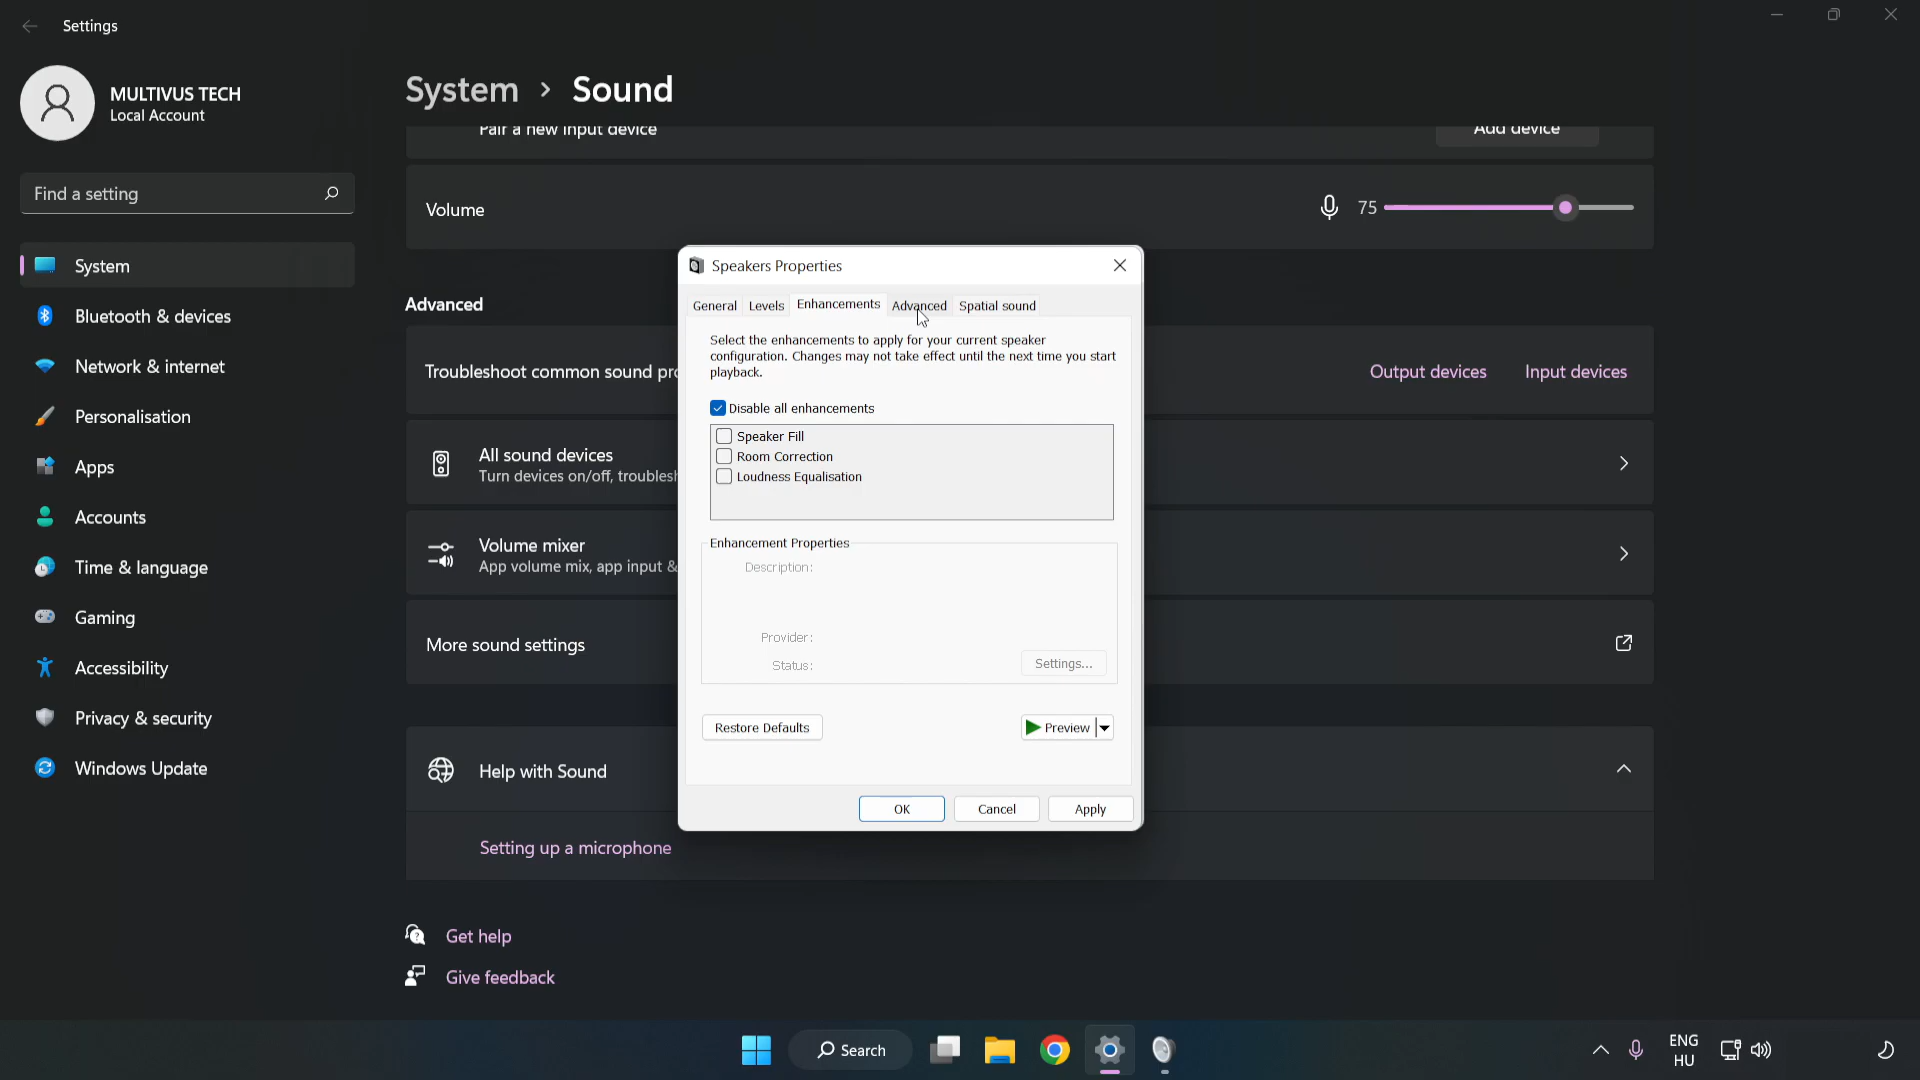 Settings
MULTIVUS TECH
Local Account
Find a setting
System
Bluetooth & devices
Network & internet
Personalisation
Apps
Accounts
Time & language
Gaming
Accessibility
Privacy & security
Windows Update
System > Sound
Pair a new input device
Add device
Volume
75
Advanced
Troubleshoot common sound pro
Output devices
Input devices
All sound devices
Turn devices on/off, troublesh
Volume mixer
App volume mix, app input &
More sound settings
Help with Sound
Setting up a microphone
Get help
Give feedback
Speakers Properties
General Levels Enhancements Advanced Spatial sound
Select the enhancements to apply for your current speaker
configuration. Changes may not take effect until the next time you start
playback.
Disable all enhancements
Speaker Fill
Room Correction
Loudness Equalisation
Enhancement Properties
Description:
Provider:
Status:
Settings...
Restore Defaults
Preview
OK
Cancel
Apply
Search
ENG
HU